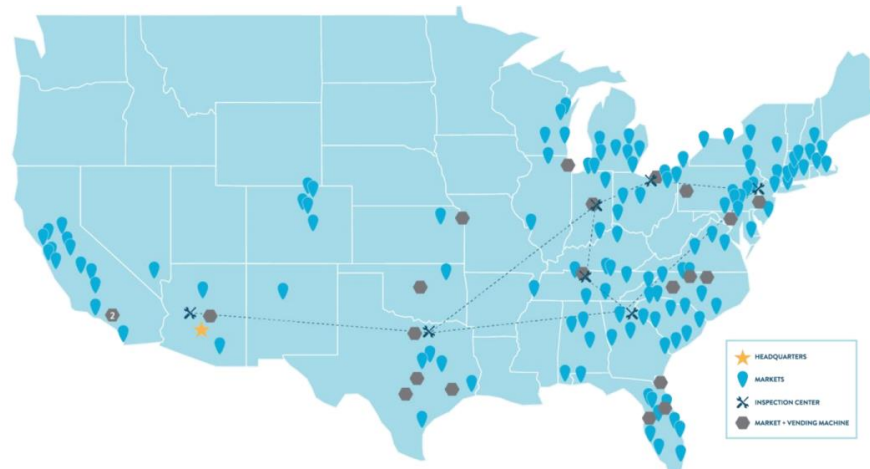 2
HEADQUARTERS
MARKETS
INSPECTION CENTER
MARKET + VENDING MACHINE